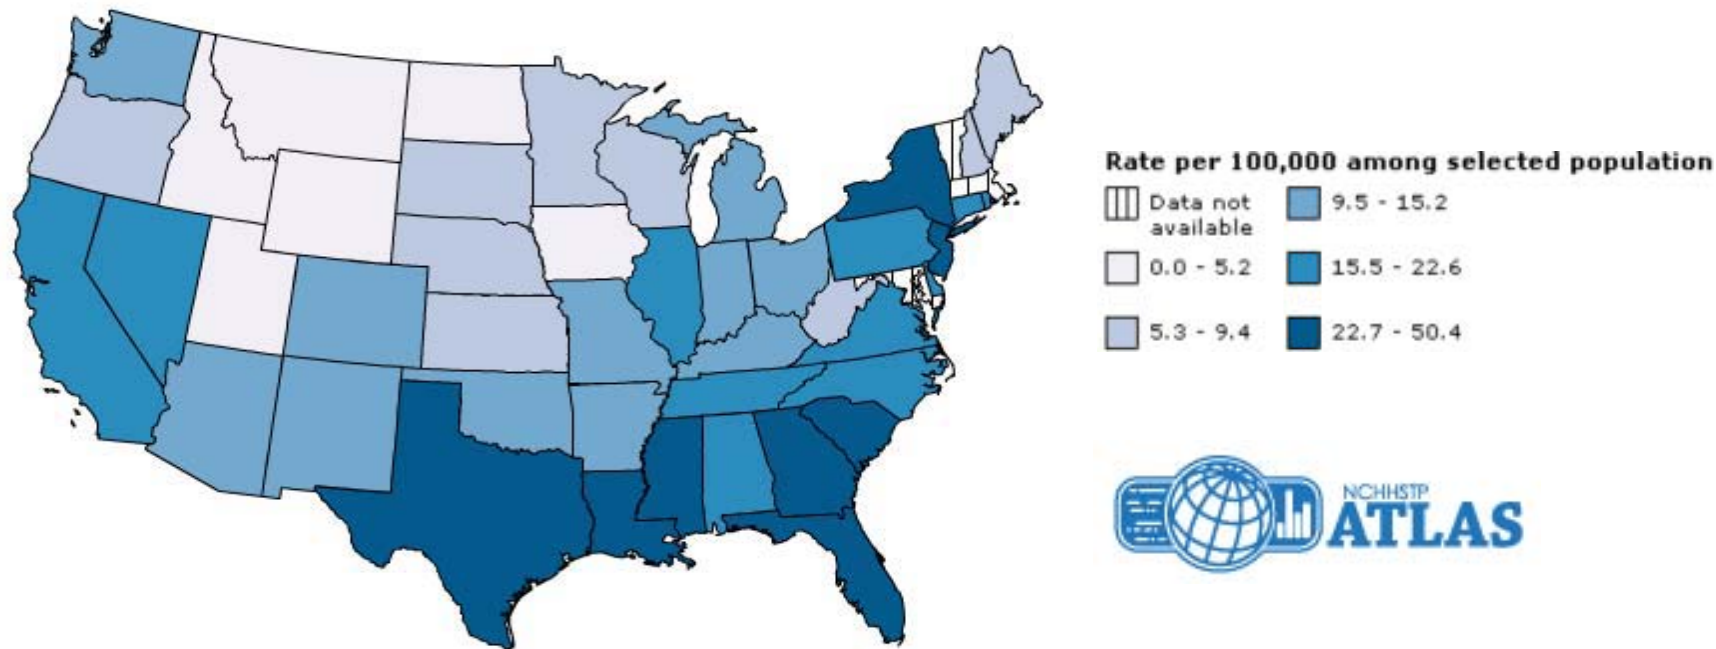 Rate per 100,000 among selected population
Data not
available
9.5 - 15.2
0.0 - 5.2
15.5 - 22.6
5.3 - 9.4
22.7 - 50.4
NCHHSTP
ATLAS